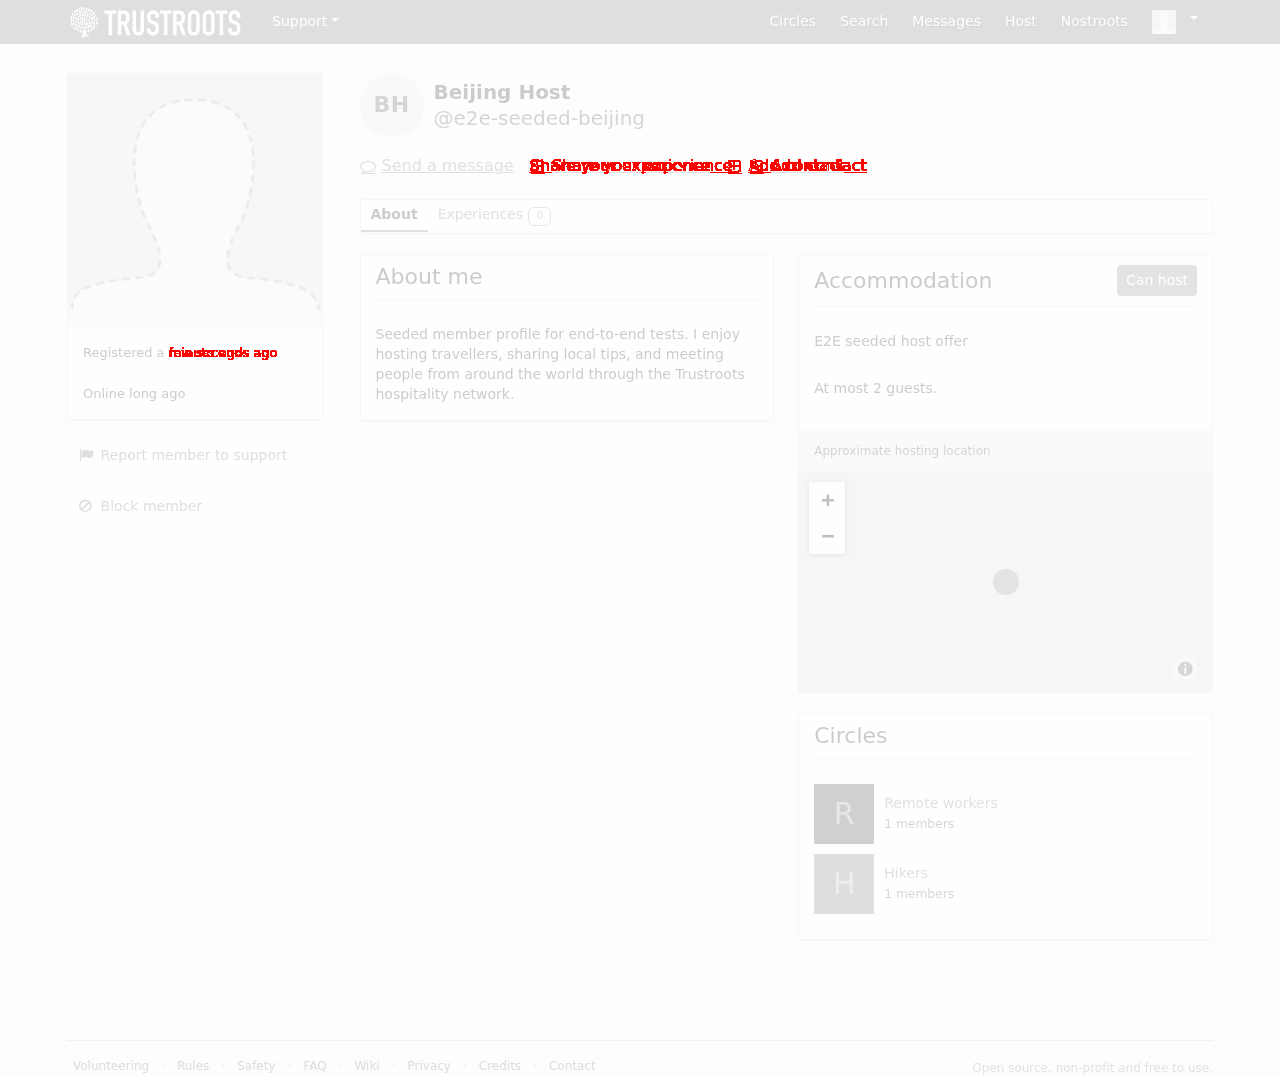 TRUSTROOTS Support Circles Search Messages Host Nostroots
BH Beijing Host
@e2e-seeded-beijing
Send a message
About Experiences 0
About me
Seeded member profile for end-to-end tests. I enjoy
hosting travellers, sharing local tips, and meeting
people from around the world through the Trustroots
hospitality network.
Registered a ago
Online long ago
Report member to support
Block member
Accommodation Can host
E2E seeded host offer
At most 2 guests.
Approximate hosting location
+
−
Circles
R Remote workers
1 members
H Hikers
1 members
Volunteering · Rules · Safety · FAQ · Wiki · Privacy · Credits · Contact
Open source, non-profit and free to use.